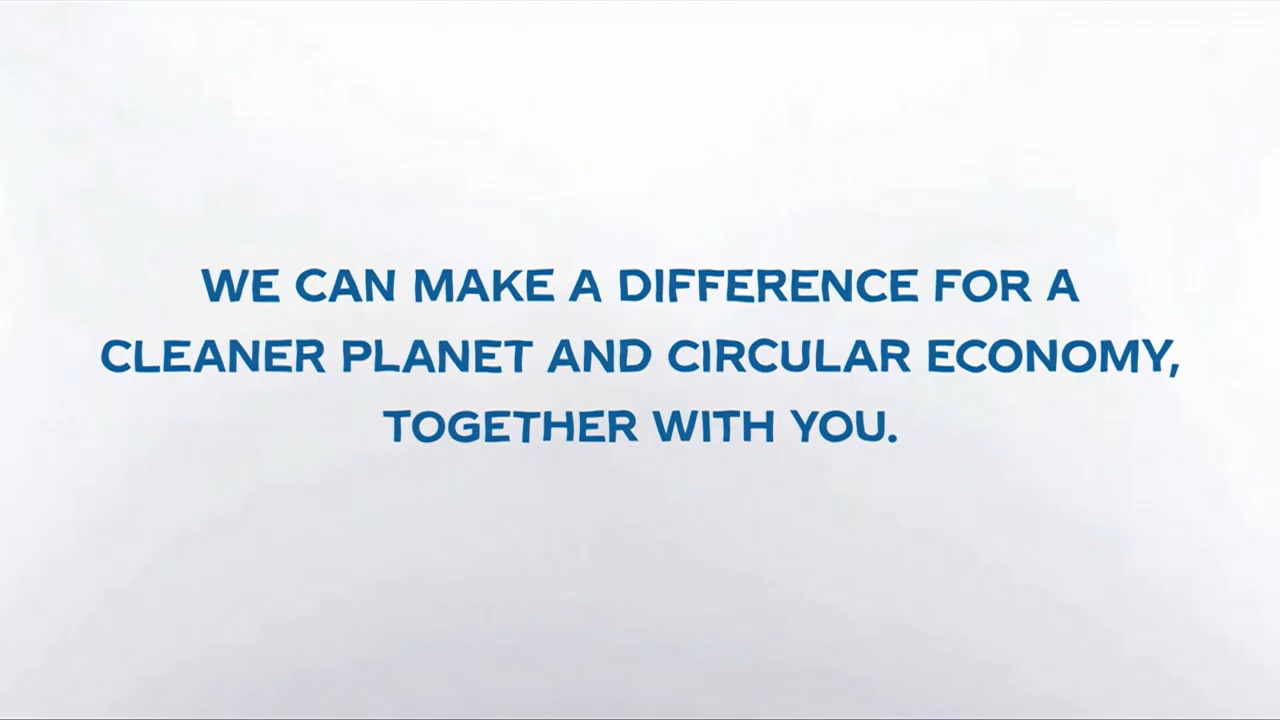 WE CAN MAKE A DIFFERENCE FOR A
CLEANER PLANET AND CIRCULAR ECONOMY,
TOGETHER WITH YOU.